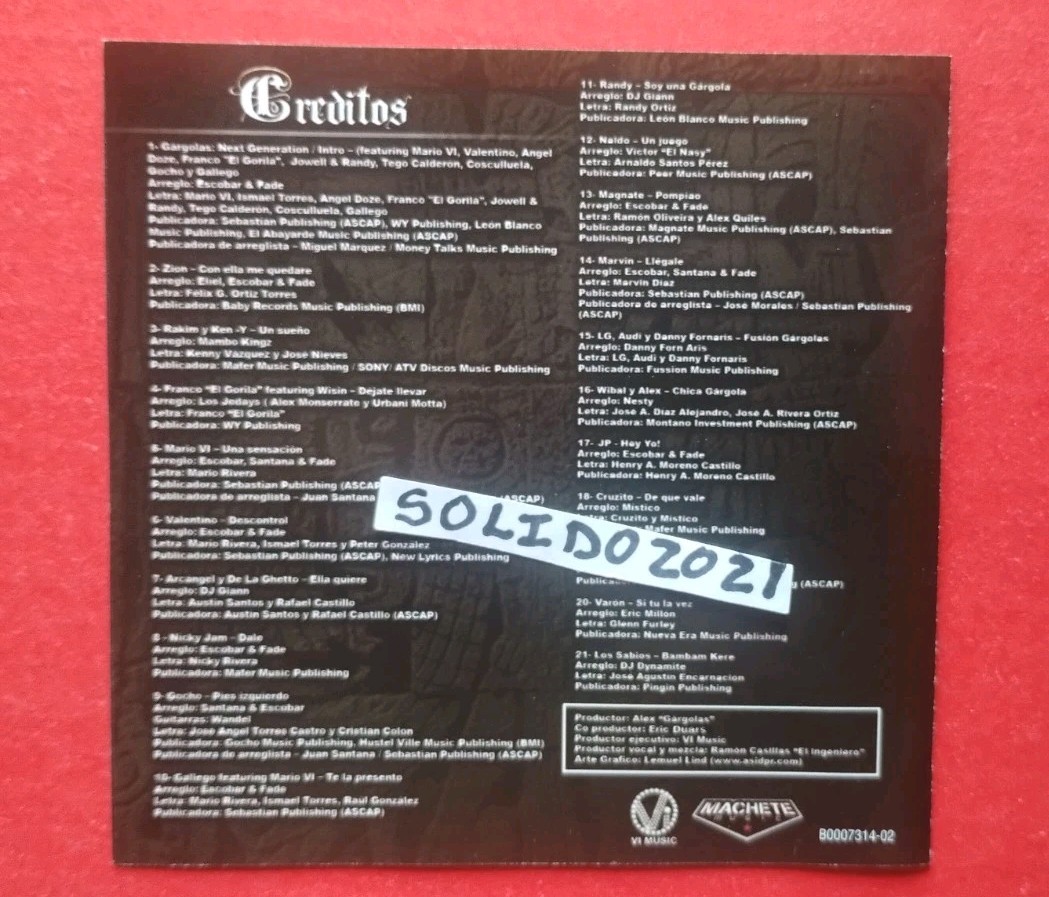 Creditos
1- Gárgolas: Next Generation / Intro - (featuring Mario VI, Valentino, Angel
Doze, Franco "El Gorila", Jowell & Randy, Tego Calderon, Cosculluela,
Gocho y Gallego
Arreglo: Escobar & Fade
Letra: Mario VI, Ismael Torres, Angel Doze, Franco "El Gorila", Jowell &
Randy, Tego Calderon, Cosculluela, Gallego
Publicadora: Sebastian Publishing (ASCAP), WY Publishing, León Blanco
Music Publishing, El Abayarde Music Publishing (ASCAP)
Publicadora de arreglista - Miguel Marquez / Money Talks Music Publishing
2- Zion - Con ella me quedare
Arreglo: Eliel, Escobar & Fade
Letra: Félix G. Ortiz Torres
Publicadora: Baby Records Music Publishing (BMI)
3- Rakim y Ken -Y - Un sueño
Arreglo: Mambo Kingz
Letra: Kenny Vazquez y José Nieves
Publicadora: Mafer Music Publishing / SONY/ ATV Discos Music Publishing
4- Franco "El Gorila" featuring Wisin - Dejate llevar
Arreglo: Los Jedays ( Alex Monserrate y Urbani Motta)
Letra: Franco "El Gorila"
Publicadora: WY Publishing
5- Mario VI - Una sensación
Arreglo: Escobar, Santana & Fade
Letra: Mario Rivera
Publicadora: Sebastian Publishing (ASCAP
Publicadora de arreglista - Juan Santana ASCAP)
6- Valentino - Descontrol
Arreglo: Escobar & Fade
Letra: Mario Rivera, Ismael Torres y Peter González
Publicadora: Sebastian Publishing (ASCAP), New Lyrics Publishing
7- Arcangel y De La Ghetto - Ella quiere
Arreglo: DJ Giann
Letra: Austin Santos y Rafael Castillo
Publicadora: Austin Santos y Rafael Castillo (ASCAP)
8 - Nicky Jam - Dale
Arreglo: Escobar & Fade
Letra: Nicky Rivera
Publicadora: Mafer Music Publishing
9- Gocho - Pies izquierdo
Arreglo: Santana & Escobar
Guitarras: Wandel
Letra: José Angel Torres Castro y Cristian Colon
Publicadora: Gocho Music Publishing, Hustel Ville Music Publishing (BMI)
Publicadora de arreglista - Juan Santana / Sebastian Publishing (ASCAP)
10- Gallego featuring Mario VI - Te la presento
Arreglo: Escobar & Fade
Letra: Mario Rivera, Ismael Torres, Raúl González
Publicadora: Sebastian Publishing (ASCAP)
11- Randy - Soy una Gárgola
Arreglo: DJ Giann
Letra: Randy Ortiz
Publicadora: León Blanco Music Publishing
12- Naldo - Un juego
Arreglo: Victor "El Nasy"
Letra: Arnaldo Santos Pérez
Publicadora: Peer Music Publishing (ASCAP)
13- Magnate - Pompiao
Arreglo: Escobar & Fade
Letra: Ramón Oliveira y Alex Quiles
Publicadora: Magnate Music Publishing (ASCAP), Sebastian
Publishing (ASCAP)
14- Marvin - Llégale
Arreglo: Escobar, Santana & Fade
Letra: Marvin Diaz
Publicadora: Sebastian Publishing (ASCAP)
Publicadora de arreglista - José Morales / Sebastian Publishing
(ASCAP)
15- LG, Audi y Danny Fornaris - Fusión Gárgolas
Arreglo: Danny Forn Aris
Letra: LG, Audi y Danny Fornaris
Publicadora: Fussion Music Publishing
16- Wibal y Alex - Chica Gárgola
Arreglo: Nesty
Letra: José A. Diaz Alejandro, José A. Rivera Ortiz
Publicadora: Montano Investment Publishing (ASCAP)
17- JP - Hey Yo!
Arreglo: Escobar & Fade
Letra: Henry A. Moreno Castillo
Publicadora: Henry A. Moreno Castillo
18- Cruzito - De que vale
Arreglo: Mistico
Letra: Cruzito y Mistico
Mafer Music Publishing
Publica g (ASCAP)
20- Varón - Si tu la vez
Arreglo: Eric Millon
Letra: Glenn Furley
Publicadora: Nueva Era Music Publishing
21- Los Sabios - Bambam Kere
Arreglo: DJ Dynamite
Letra: José Agustin Encarnacion
Publicadora: Pingin Publishing
Productor: Alex "Gárgolas"
Co productor: Eric Duars
Productor ejecutivo: VI Music
Productor vocal y mezcla: Ramón Casillas "El Ingeniero"
Arte Grafico: Lemuel Lind (www.asidpr.com)
Vi
VI MUSIC
MACHETE
MUSIC
B0007314-02
SOLIDO2021